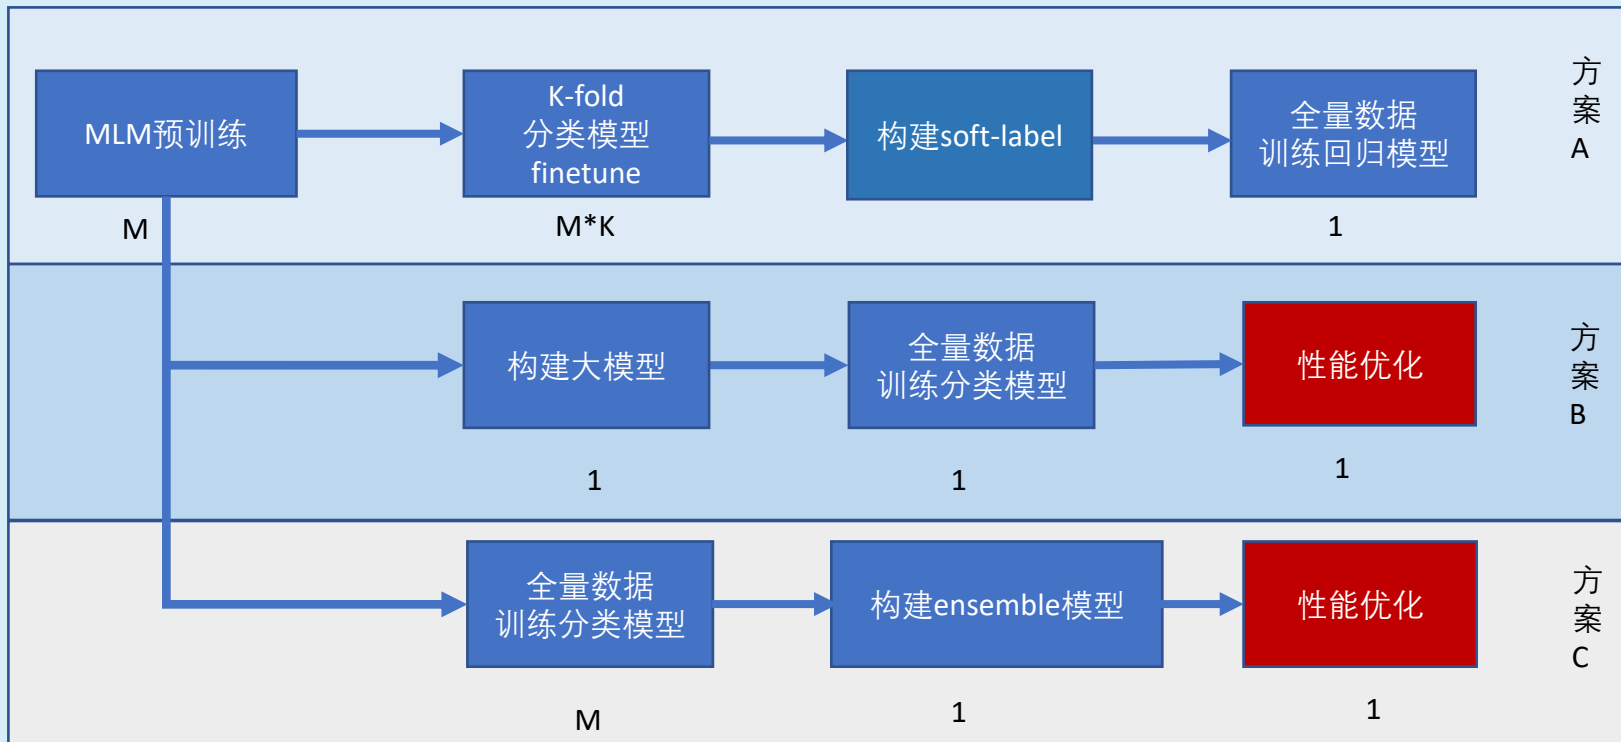 MLM预训练
K-fold
分类模型
finetune
构建soft-label
全量数据
训练回归模型
方
案
A
M
M*K
1
构建大模型
全量数据
训练分类模型
性能优化
方
案
B
1
1
1
全量数据
训练分类模型
构建ensemble模型
性能优化
方
案
C
M
1
1